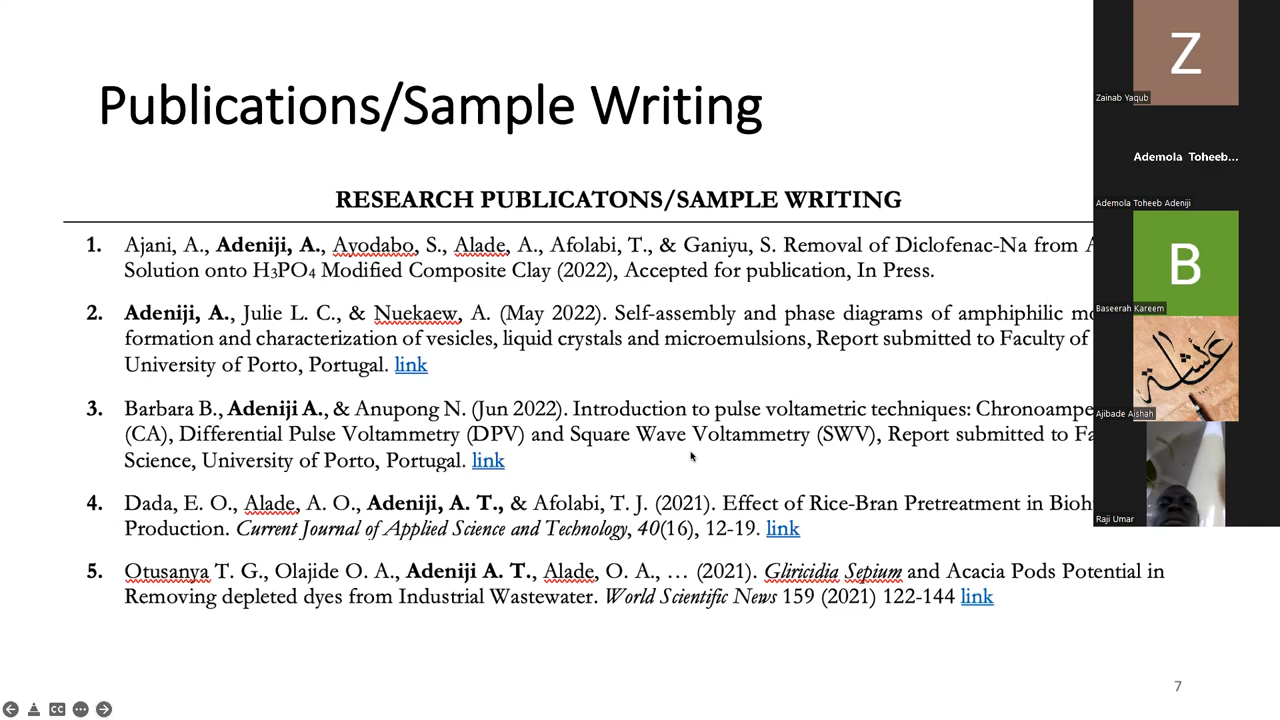 Publications/Sample Writing
RESEARCH PUBLICATONS/SAMPLE WRITING
1. Ajani, A., Adeniji, A., Ayodabo, S., Alade, A., Afolabi, T., & Ganiyu, S. Removal of Diclofenac-Na from
Solution onto H₃PO₄ Modified Composite Clay (2022), Accepted for publication, In Press.
2. Adeniji, A., Julie L. C., & Nuekaew, A. (May 2022). Self-assembly and phase diagrams of amphiphilic
formation and characterization of vesicles, liquid crystals and microemulsions, Report submitted to Faculty of
University of Porto, Portugal. link
3. Barbara B., Adeniji A., & Anupong N. (Jun 2022). Introduction to pulse voltametric techniques: Chronoampe
(CA), Differential Pulse Voltammetry (DPV) and Square Wave Voltammetry (SWV), Report submitted to Fa
Science, University of Porto, Portugal. link
4. Dada, E. O., Alade, A. O., Adeniji, A. T., & Afolabi, T. J. (2021). Effect of Rice-Bran Pretreatment in Bioh
Production. Current Journal of Applied Science and Technology, 40(16), 12-19. link
5. Otusanya T. G., Olajide O. A., Adeniji A. T., Alade, O. A., … (2021). Gliricidia Sepium and Acacia Pods Potential in
Removing depleted dyes from Industrial Wastewater. World Scientific News 159 (2021) 122-144 link
7
CC
Z
Zainab Yaqub
Ademola Toheeb...
Ademola Toheeb Adeniji
B
Baseerah Kareem
عائشة
Ajibade Aishah
Raji Umar